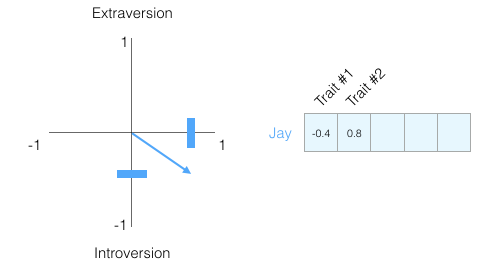 Extraversion
1
-1
1
-1
Introversion
Trait #1
Trait #2
Jay
-0.4
0.8